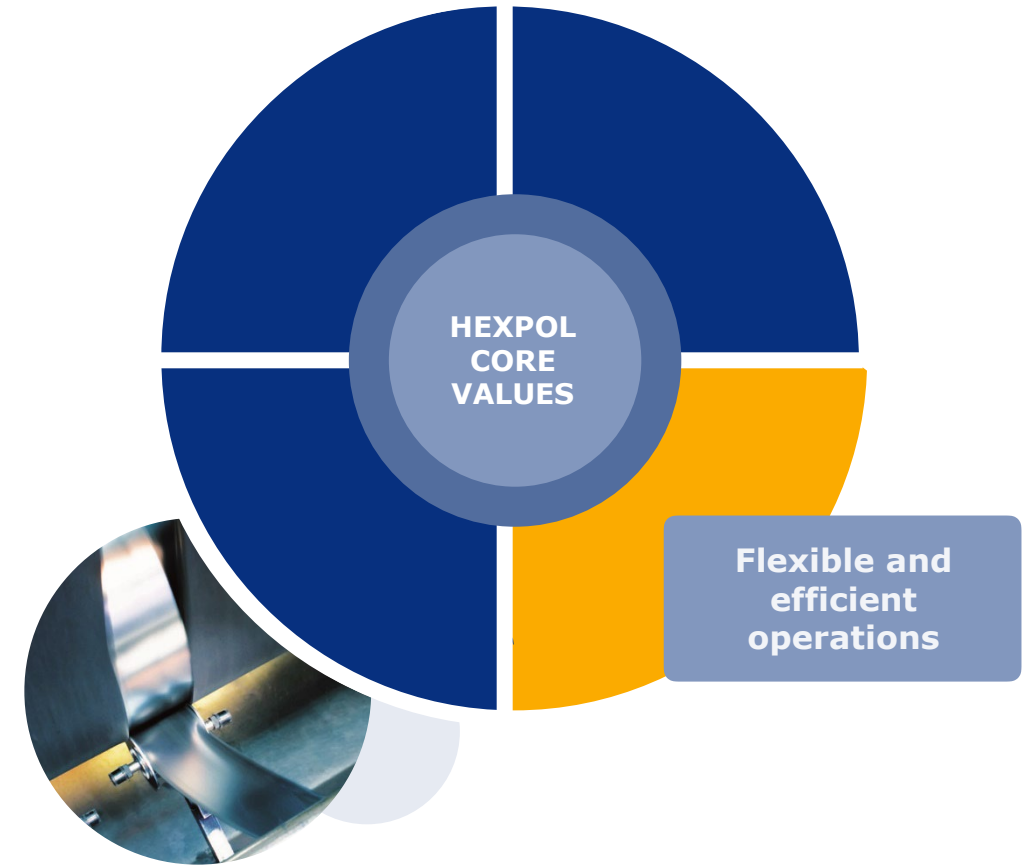 HEXPOL
CORE
VALUES
Flexible and
efficient
operations